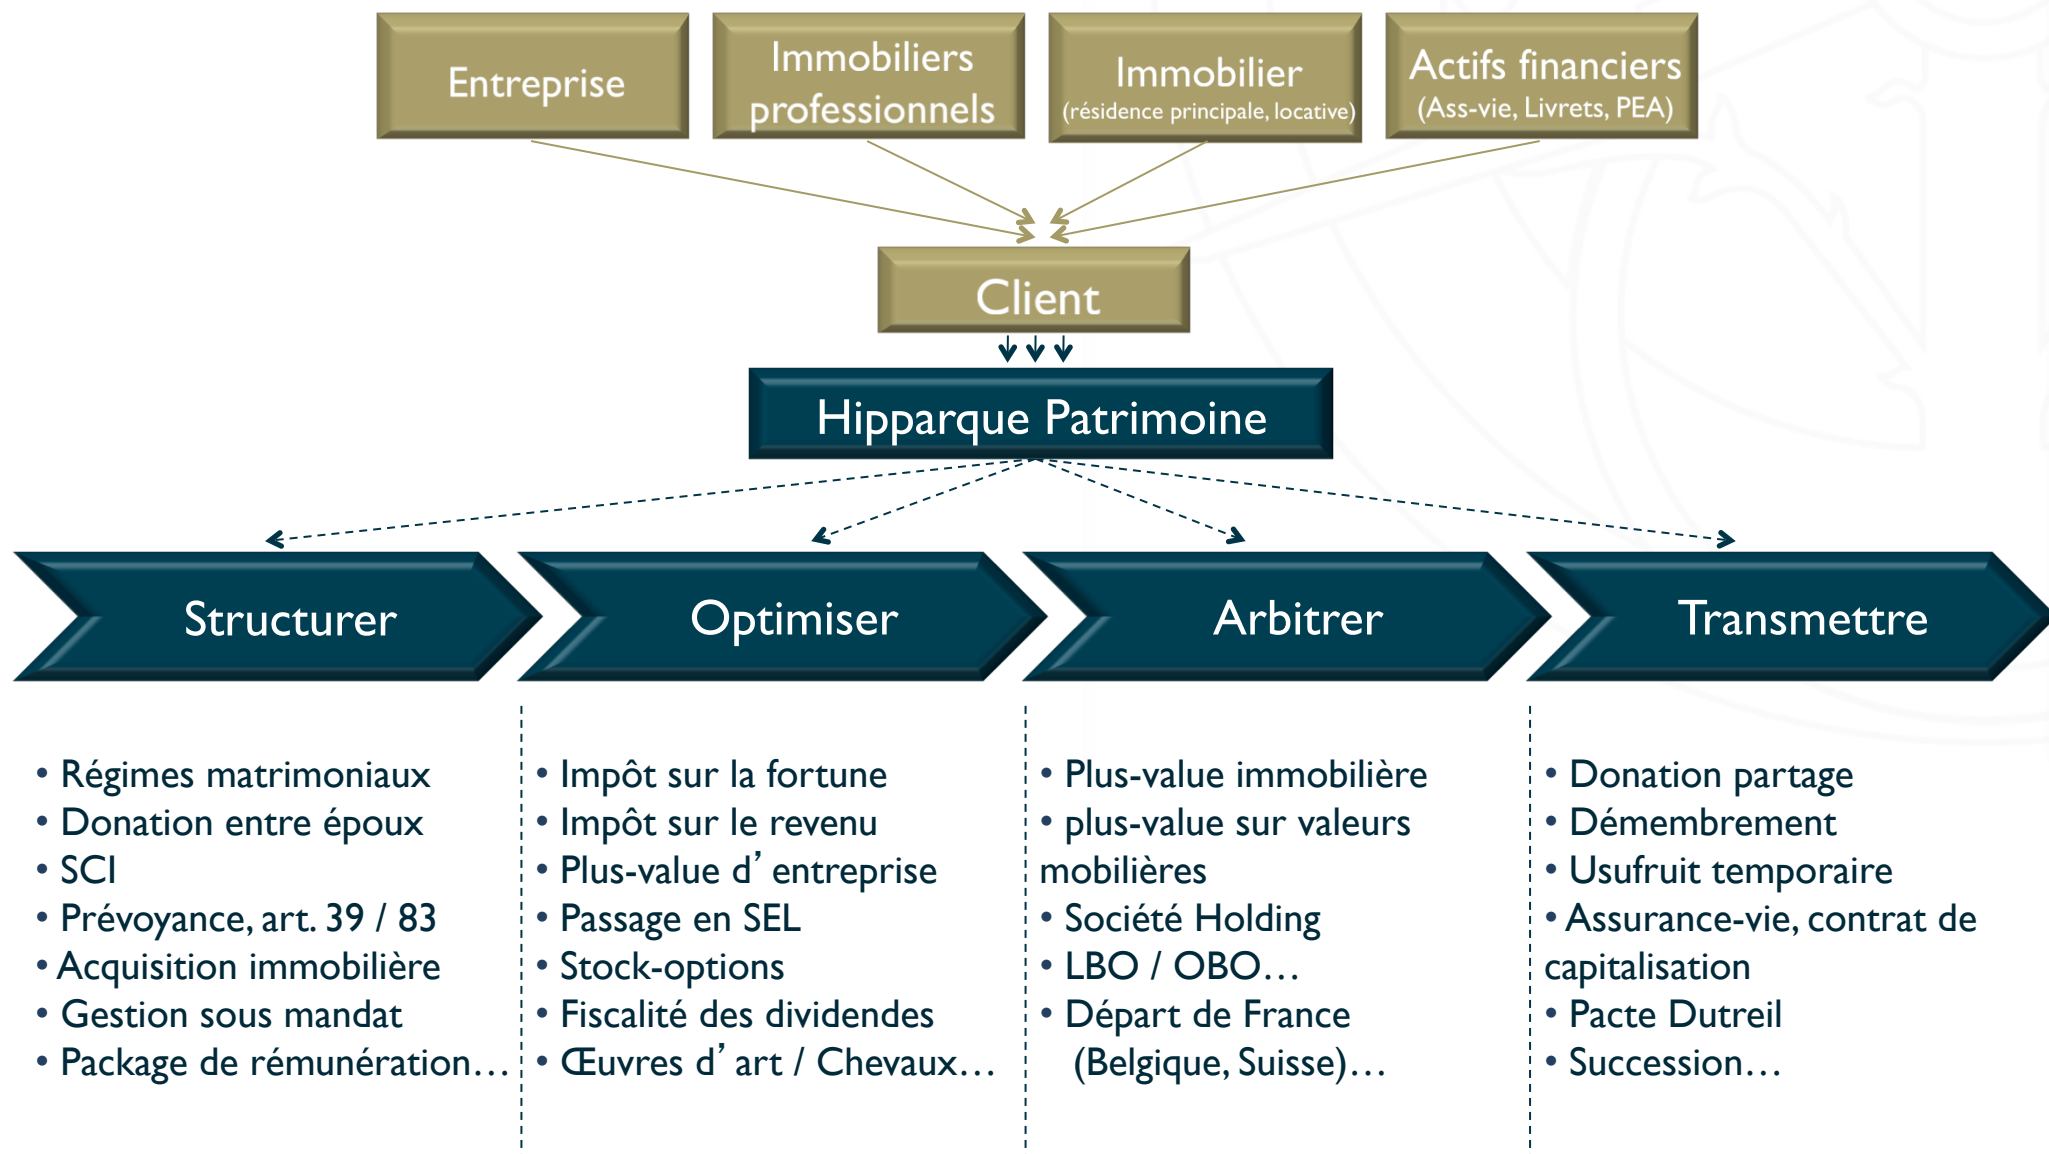 Entreprise
Immobiliers
professionnels
Immobilier
(résidence principale, locative)
Actifs financiers
(Ass-vie, Livrets, PEA)
Client
Hipparque Patrimoine
Structurer
Optimiser
Arbitrer
Transmettre
• Régimes matrimoniaux
• Donation entre époux
• SCI
• Prévoyance, art. 39 / 83
• Acquisition immobilière
• Gestion sous mandat
• Package de rémunération…
• Impôt sur la fortune
• Impôt sur le revenu
• Plus-value d’ entreprise
• Passage en SEL
• Stock-options
• Fiscalité des dividendes
• Œuvres d’ art / Chevaux…
• Plus-value immobilière
• plus-value sur valeurs
mobilières
• Société Holding
• LBO / OBO…
• Départ de France
(Belgique, Suisse)…
• Donation partage
• Démembrement
• Usufruit temporaire
• Assurance-vie, contrat de
capitalisation
• Pacte Dutreil
• Succession…